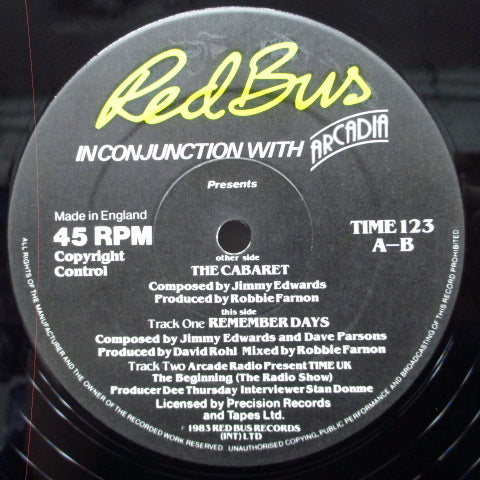 Red Bus
IN CONJUNCTION WITH ARCADIA
Presents
Made in England
45 RPM
Copyright
Control
TIME 123
A-B
other side
THE CABARET
Composed by Jimmy Edwards
Produced by Robbie Farnon
this side
Track One REMEMBER DAYS
Composed by Jimmy Edwards and Dave Parsons
Produced by David Rohl Mixed by Robbie Farnon
Track Two Arcade Radio Present TIME UK
The Beginning (The Radio Show)
Producer Dee Thursday Interviewer Stan Donme
Licensed by Precision Records
and Tapes Ltd.
1983 RED BUS RECORDS
(INT) LTD
ALL RIGHTS OF THE MANUFACTURER AND THE OWNER OF THE RECORDED WORK RESERVED. UNAUTHORISED COPYING, PUBLIC PERFORMANCE AND BROADCASTING OF THIS RECORD PROHIBITED